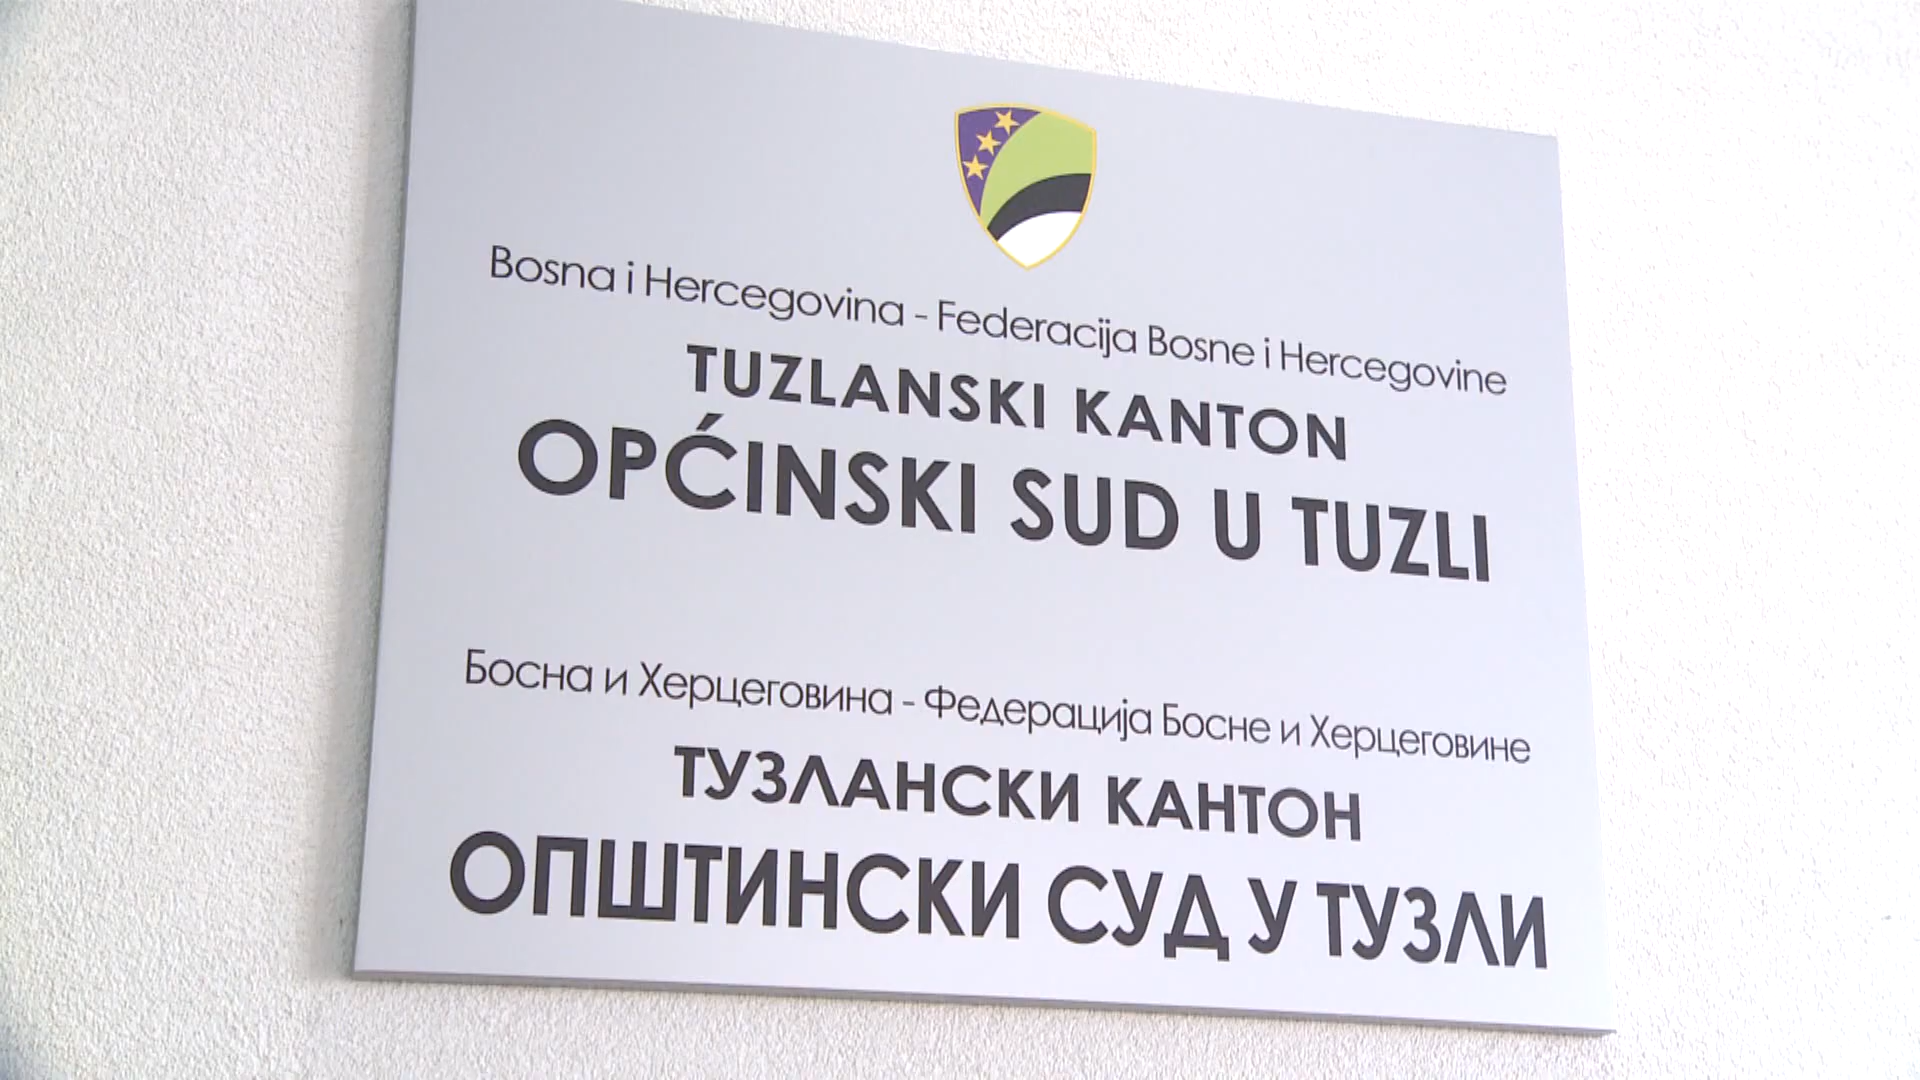 Bosna i Hercegovina - Federacija Bosne i Hercegovine
TUZLANSKI KANTON
OPĆINSKI SUD U TUZLI
Босна и Херцеговина - Федерација Босне и Херцеговине
ТУЗЛАНСКИ КАНТОН
ОПШТИНСКИ СУД У ТУЗЛИ